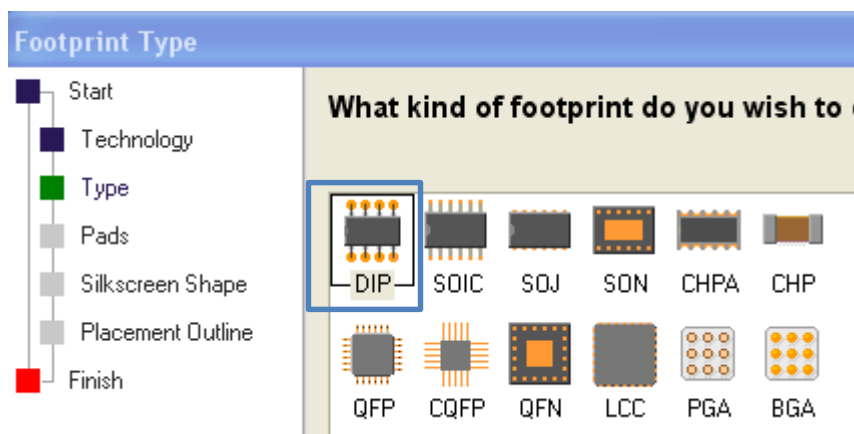 Footprint Type
Start
Technology
Type
Pads
Silkscreen Shape
Placement Outline
Finish
What kind of footprint do you wish to
DIP SOIC SOJ SON CHPA CHP
QFP CQFP QFN LCC PGA BGA